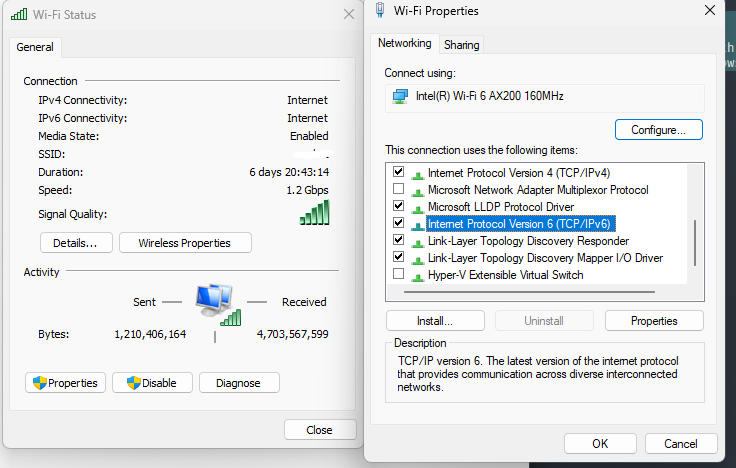 Wi-Fi Status
General
Connection
IPv4 Connectivity: Internet
IPv6 Connectivity: Internet
Media State: Enabled
SSID:
Duration: 6 days 20:43:14
Speed: 1.2 Gbps
Signal Quality:
Details...
Wireless Properties
Activity
Sent
Received
Bytes: 1,210,406,164 4,703,567,599
Properties
Disable
Diagnose
Close
Wi-Fi Properties
Networking
Sharing
Connect using:
Intel(R) Wi-Fi 6 AX200 160MHz
Configure...
This connection uses the following items:
Internet Protocol Version 4 (TCP/IPv4)
Microsoft Network Adapter Multiplexor Protocol
Microsoft LLDP Protocol Driver
Internet Protocol Version 6 (TCP/IPv6)
Link-Layer Topology Discovery Responder
Link-Layer Topology Discovery Mapper I/O Driver
Hyper-V Extensible Virtual Switch
Install...
Uninstall
Properties
Description
TCP/IP version 6. The latest version of the internet protocol
that provides communication across diverse interconnected
networks.
OK
Cancel